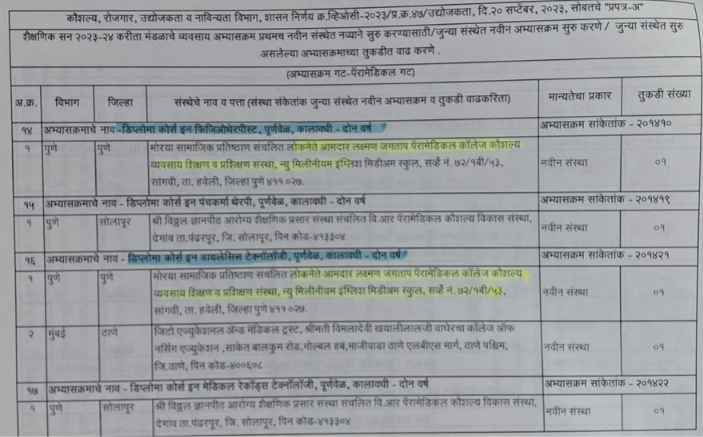 कौशल्य, रोजगार, उद्योजकता व नाविन्यता विभाग, शासन निर्णय क्र.व्हिओसी-२०२३/प्र.क्र.४७/उद्योजकता, दि.२० सप्टेंबर, २०२३, सोबतचे "प्रपत्र-अ"
शैक्षणिक सन २०२३-२४ करीता मंडळाचे व्यवसाय अभ्यासक्रम प्रथमच नवीन संस्थेत नव्याने सुरु करण्यासाठी/जुन्या संस्थेत नवीन अभ्यासक्रम सुरु करणे / जुन्या संस्थेत सुरु
असलेल्या अभ्यासक्रमाच्या तुकडीत वाढ करणे .
(अभ्यासक्रम गट-पॅरामेडिकल गट)
अ.क्र. विभाग जिल्हा संस्थेचे नाव व पत्ता (संस्था संकेतांक जुन्या संस्थेत नवीन अभ्यासक्रम व तुकडी वाढकरिता) मान्यतेचा प्रकार तुकडी संख्या
१४ अभ्यासक्रमाचे नाव -डिप्लोमा कोर्स इन फिजिओथेरपीस्ट, पूर्णवेळ, कालावधी - दोन वर्ष अभ्यासक्रम सांकेतांक - २०१४१०
१ पुणे पुणे मोरया सामाजिक प्रतिष्ठाण संचलित लोकनेते आमदार लक्ष्मण जगताप पॅरामेडिकल कॉलेज कौशल्य
व्यवसाय शिक्षण व प्रशिक्षण संस्था, न्यु मिलीनीयम इंग्लिश मिडीअम स्कुल, सर्व्हे नं. ७२/१बी/५३,
सांगवी, ता. हवेली, जिल्हा पुणे ४११०२७. नवीन संस्था ०१
१५ अभ्यासक्रमाचे नाव - डिप्लोमा कोर्स इन पंचकर्मा थेरपी, पूर्णवेळ, कालावधी - दोन वर्ष अभ्यासक्रम सांकेतांक - २०१४१९
१ पुणे सोलापूर श्री विठ्ठल ज्ञानपीठ आरोग्य शैक्षणिक प्रसार संस्था संचलित वि.आर पॅरामेडिकल कौशल्य विकास संस्था,
देगांव ता.पंढरपूर, जि. सोलापूर, पिन कोड-४१३३०४ नवीन संस्था ०१
१६ अभ्यासक्रमाचे नाव - डिप्लोमा कोर्स इन डायलेसिस टेक्नॉलॉजी, पूर्णवेळ, कालावधी - दोन वर्ष अभ्यासक्रम सांकेतांक - २०१४२१
१ पुणे पुणे मोरया सामाजिक प्रतिष्ठाण संचलित लोकनेते आमदार लक्ष्मण जगताप पॅरामेडिकल कॉलेज कौशल्य
व्यवसाय शिक्षण व प्रशिक्षण संस्था, न्यु मिलीनीयम इंग्लिश मिडीअम स्कुल, सर्व्हे नं. ७२/१बी/५३,
सांगवी, ता. हवेली, जिल्हा पुणे ४११०२७. नवीन संस्था ०१
२ मुंबई ठाणे जिटो एज्युकेशनल ॲन्ड मेडिकल ट्रस्ट, श्रीमती विमलादेवी खयालीलालजी वाघेरचा कॉलेज ऑफ
नर्सिंग एज्युकेशन ,साकेत बालकुम रोड,गोल्बल हब,माजीवाडा ठाणे एलबीएस मार्ग, ठाणे पश्चिम,
जि.ठाणे, पिन कोड-४००६०८ नवीन संस्था ०१
१७ अभ्यासक्रमाचे नाव - डिप्लोमा कोर्स इन मेडिकल रेकॉर्डस् टेक्नॉलॉजी, पूर्णवेळ, कालावधी - दोन वर्ष अभ्यासक्रम सांकेतांक - २०१४२२
१ पुणे सोलापूर श्री विठ्ठल ज्ञानपीठ आरोग्य शैक्षणिक प्रसार संस्था संचलित वि.आर पॅरामेडिकल कौशल्य विकास संस्था,
देगांव ता.पंढरपूर, जि. सोलापूर, पिन कोड-४१३३०४ नवीन संस्था ०१